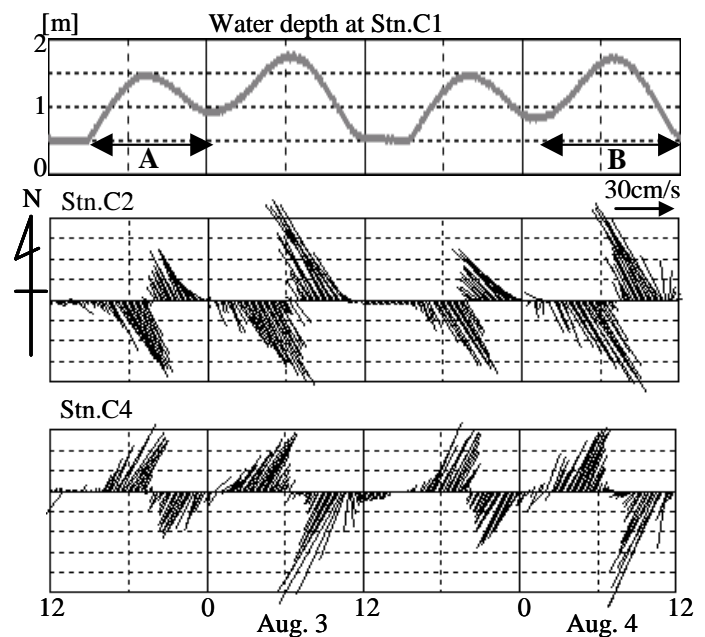 [m] Water depth at Stn.C1
2
1
A B
0
30cm/s
N Stn.C2
Stn.C4
12 0 12 0 12
Aug. 3 Aug. 4